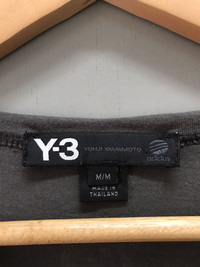 Y-3 YOHJI YAMAMOTO adidas
M/M
MADE IN
THAILAND